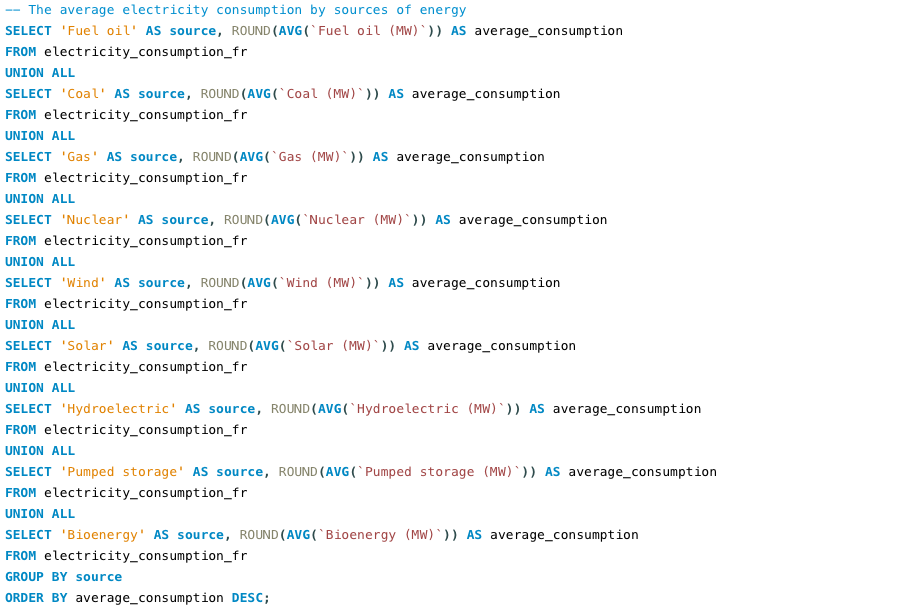 -- The average electricity consumption by sources of energy
SELECT 'Fuel oil' AS source, ROUND(AVG(`Fuel oil (MW)`)) AS average_consumption
FROM electricity_consumption_fr
UNION ALL
SELECT 'Coal' AS source, ROUND(AVG(`Coal (MW)`)) AS average_consumption
FROM electricity_consumption_fr
UNION ALL
SELECT 'Gas' AS source, ROUND(AVG(`Gas (MW)`)) AS average_consumption
FROM electricity_consumption_fr
UNION ALL
SELECT 'Nuclear' AS source, ROUND(AVG(`Nuclear (MW)`)) AS average_consumption
FROM electricity_consumption_fr
UNION ALL
SELECT 'Wind' AS source, ROUND(AVG(`Wind (MW)`)) AS average_consumption
FROM electricity_consumption_fr
UNION ALL
SELECT 'Solar' AS source, ROUND(AVG(`Solar (MW)`)) AS average_consumption
FROM electricity_consumption_fr
UNION ALL
SELECT 'Hydroelectric' AS source, ROUND(AVG(`Hydroelectric (MW)`)) AS average_consumption
FROM electricity_consumption_fr
UNION ALL
SELECT 'Pumped storage' AS source, ROUND(AVG(`Pumped storage (MW)`)) AS average_consumption
FROM electricity_consumption_fr
UNION ALL
SELECT 'Bioenergy' AS source, ROUND(AVG(`Bioenergy (MW)`)) AS average_consumption
FROM electricity_consumption_fr
GROUP BY source
ORDER BY average_consumption DESC;